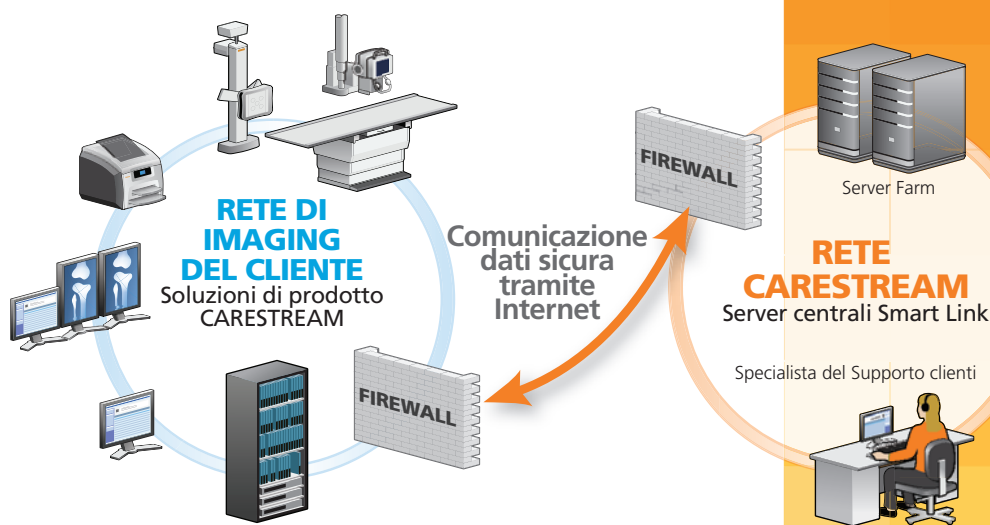 RETE DI
IMAGING
DEL CLIENTE
Soluzioni di prodotto
CARESTREAM
FIREWALL
Comunicazione
dati sicura
tramite
Internet
FIREWALL
Server Farm
RETE
CARESTREAM
Server centrali Smart Link
Specialista del Supporto clienti